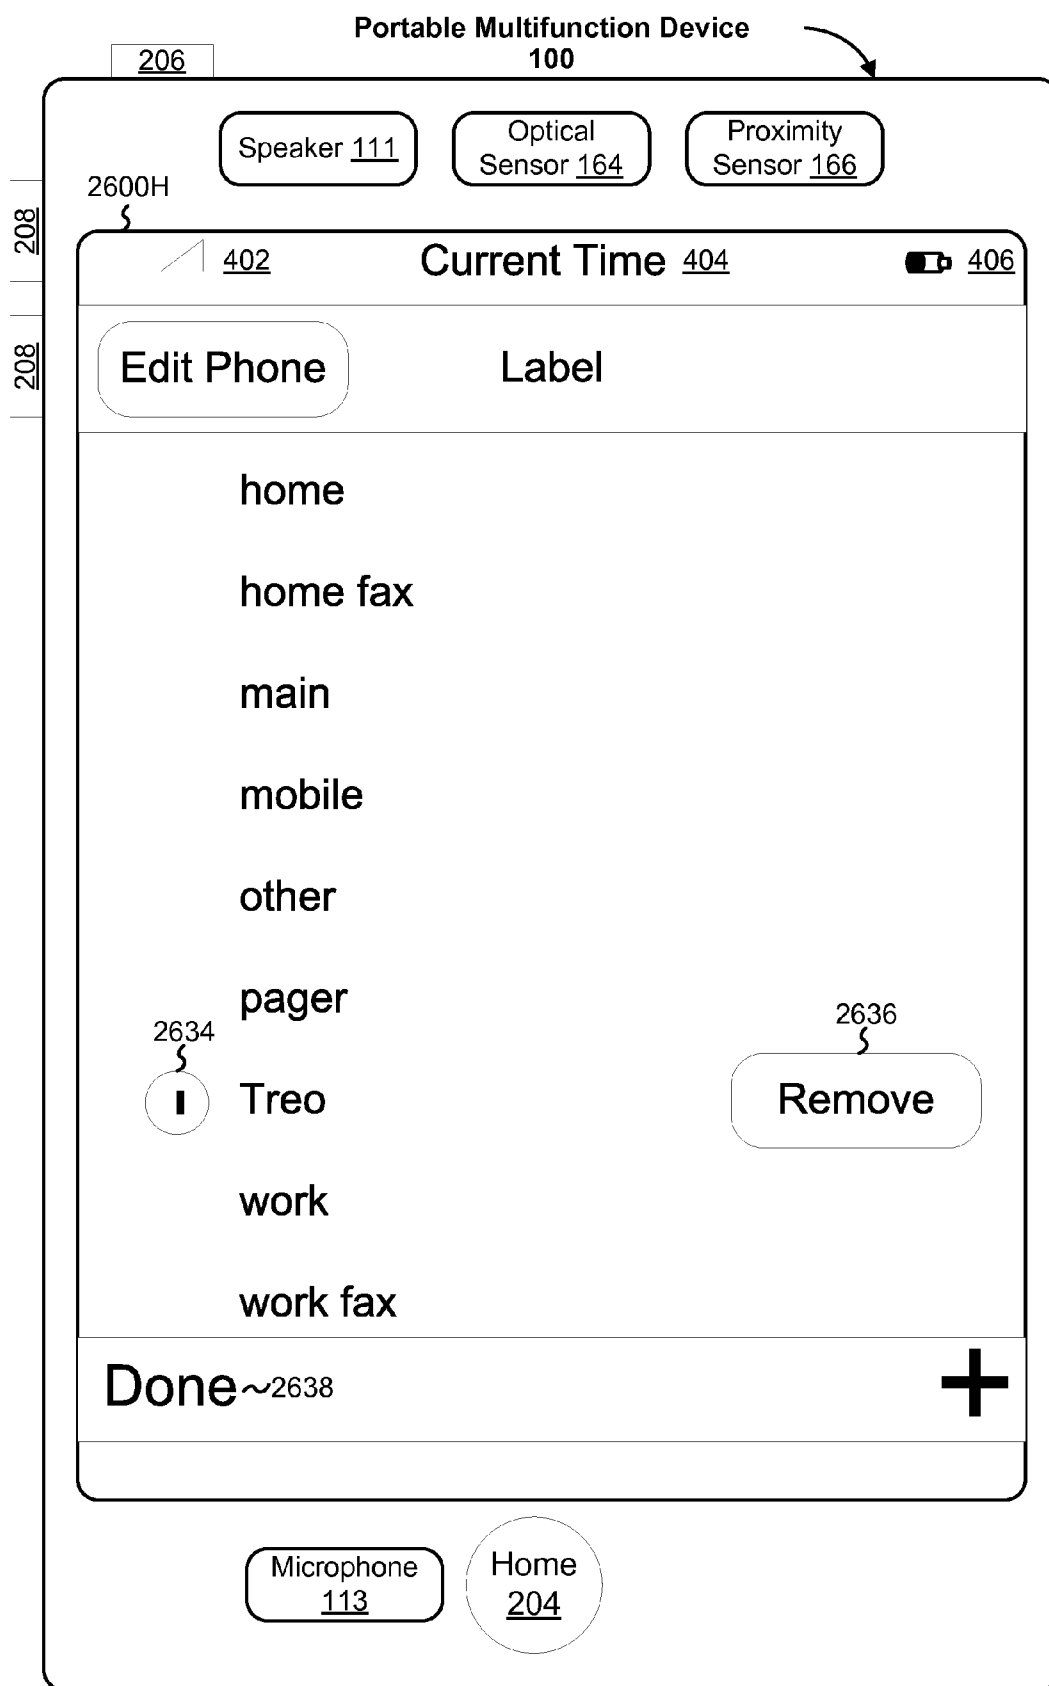 Portable Multifunction Device
100
206
Speaker 111
Optical
Sensor 164
Proximity
Sensor 166
2600H
208
402
Current Time 404
406
208
Edit Phone
Label
home
home fax
main
mobile
other
pager
2634
2636
Treo
Remove
work
work fax
Done
2638
+
Microphone
113
Home
204